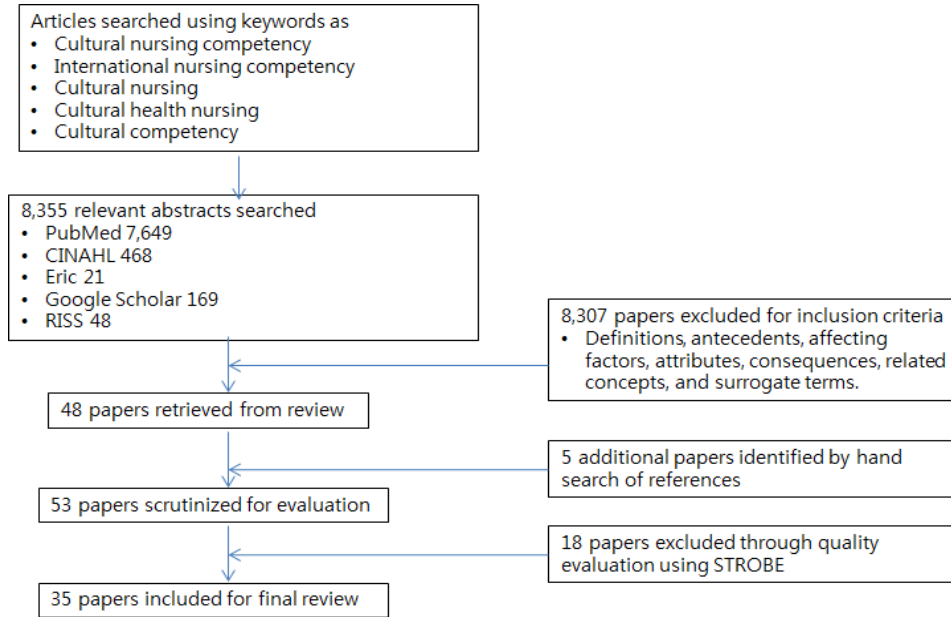 Articles searched using keywords as
• Cultural nursing competency
• International nursing competency
• Cultural nursing
• Cultural health nursing
• Cultural competency
8,355 relevant abstracts searched
• PubMed 7,649
• CINAHL 468
• Eric 21
• Google Scholar 169
• RISS 48
8,307 papers excluded for inclusion criteria
• Definitions, antecedents, affecting
factors, attributes, consequences, related
concepts, and surrogate terms.
48 papers retrieved from review
5 additional papers identified by hand
search of references
53 papers scrutinized for evaluation
18 papers excluded through quality
evaluation using STROBE
35 papers included for final review